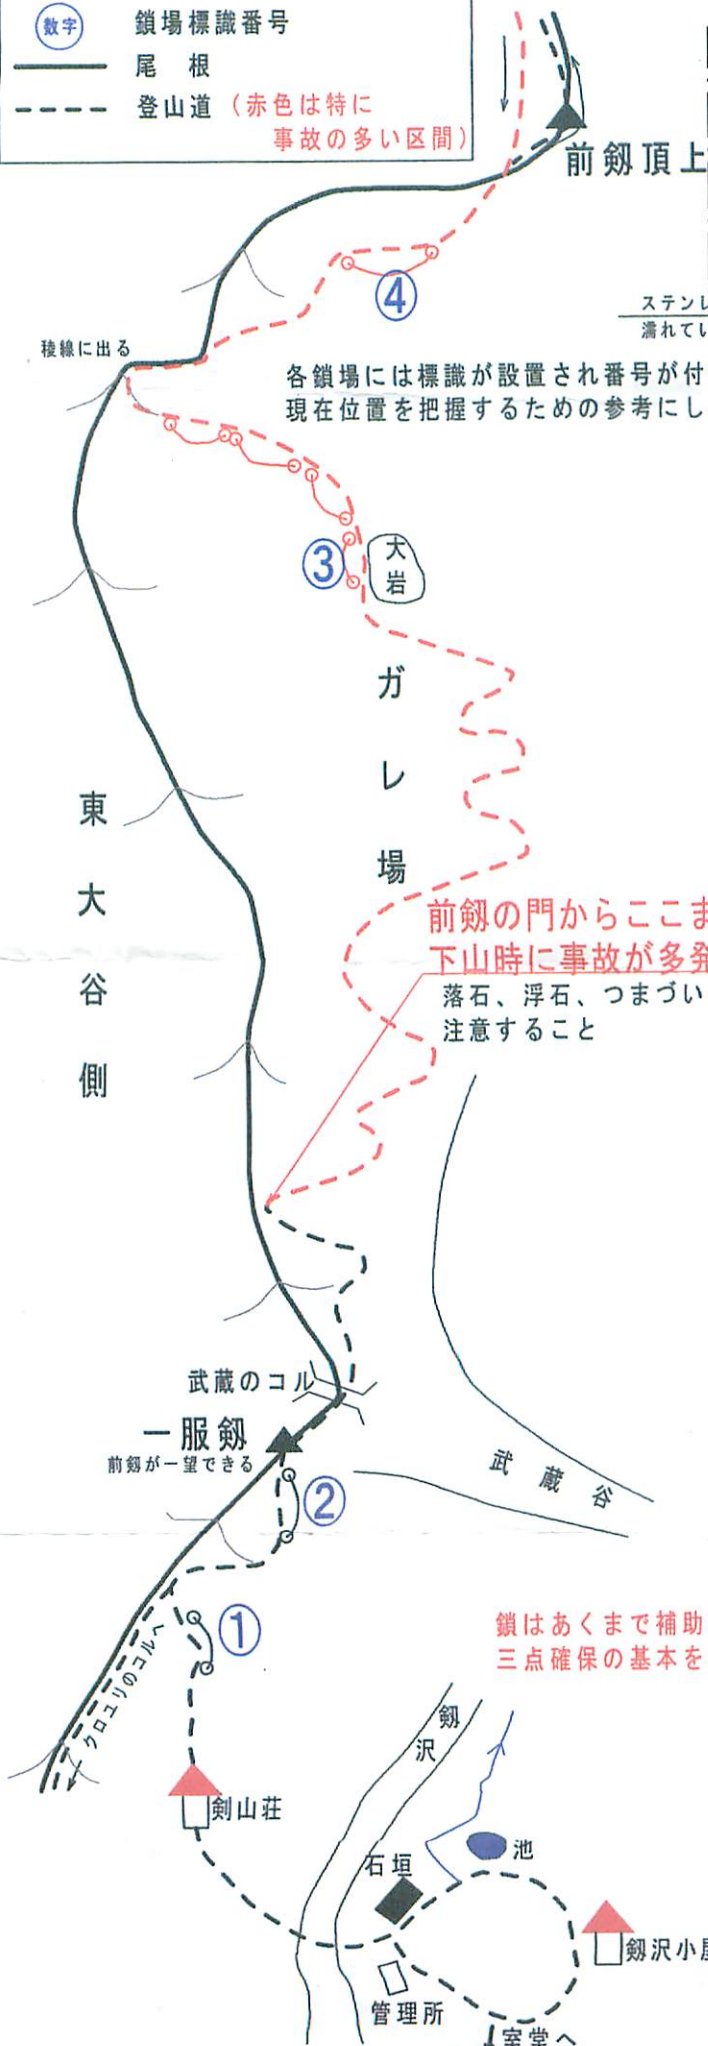 数字 鎖場標識番号
尾 根
登山道 (赤色は特に
事故の多い区間)
前剱頂上
④
ステンレ
濡れてい
稜線に出る
各鎖場には標識が設置され番号が付
現在位置を把握するための参考にし
③
大岩
ガレ場
東大谷側
前剱の門からここま
下山時に事故が多発
落石、浮石、つまづい
注意すること
武蔵のコル
一服剱
前剱が一望できる
②
武蔵谷
①
鎖はあくまで補助
三点確保の基本を
クロユリのコルへ
剱沢
剣山荘
池
石垣
剱沢小屋
管理所
室堂へ